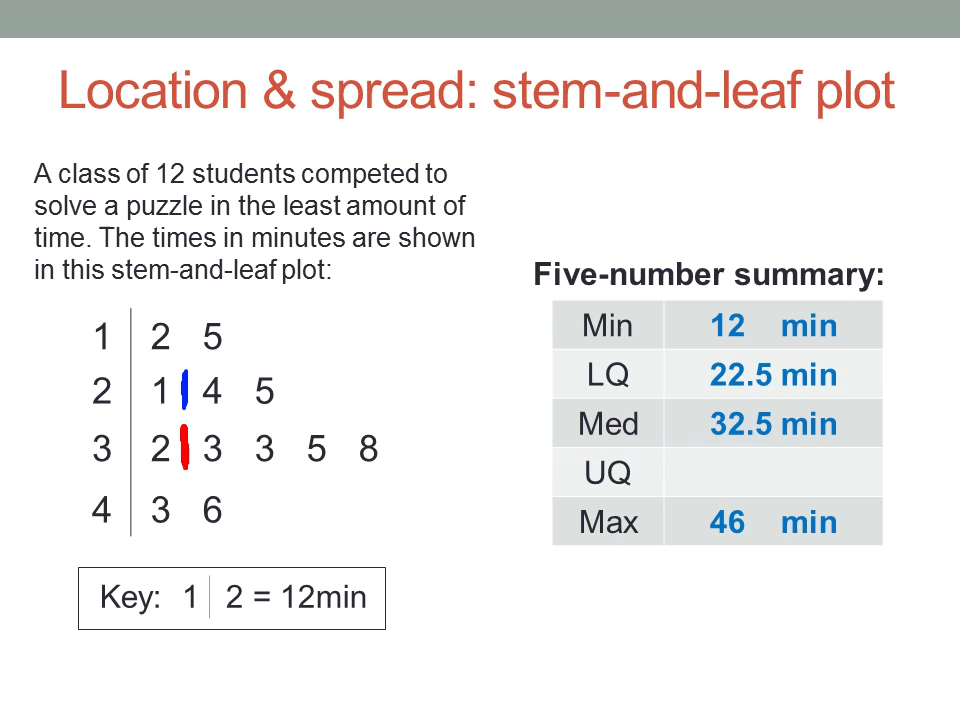 Location & spread: stem-and-leaf plot
A class of 12 students competed to
solve a puzzle in the least amount of
time. The times in minutes are shown
in this stem-and-leaf plot:
1 2 5
2 1 4 5
3 2 3 3 5 8
4 3 6
Key: 1 2 = 12min
Five-number summary:
Min 12 min
LQ 22.5 min
Med 32.5 min
UQ
Max 46 min